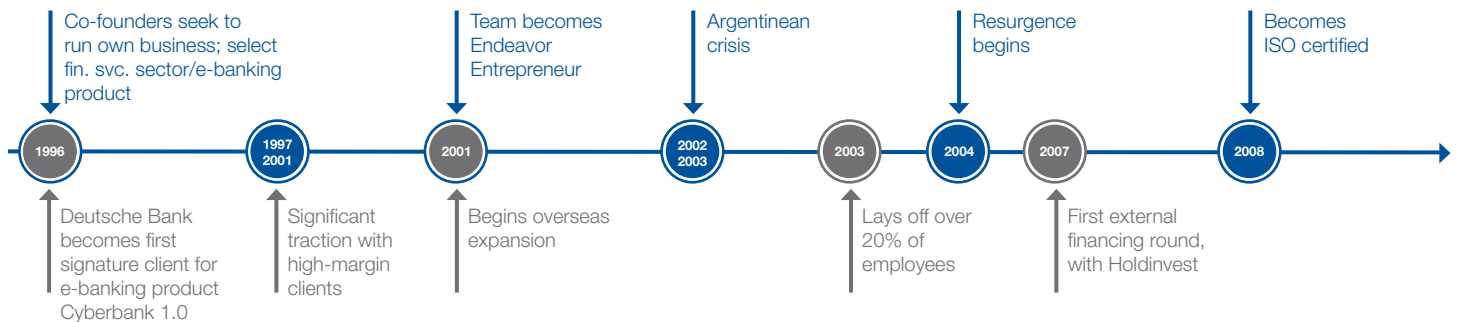 Co-founders seek to
run own business; select
fin. svc. sector/e-banking
product
Team becomes
Endeavor
Entrepreneur
Argentinean
crisis
Resurgence
begins
Becomes
ISO certified
1996
1997
2001
2001
2002
2003
2003
2004
2007
2008
Deutsche Bank
becomes first
signature client for
e-banking product
Cyberbank 1.0
Significant
traction with
high-margin
clients
Begins overseas
expansion
Lays off over
20% of
employees
First external
financing round,
with Holdinvest